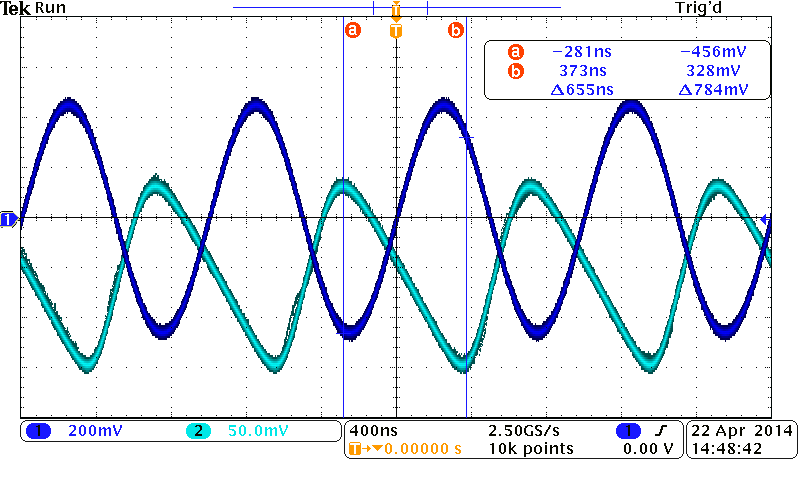 Tek Run Trig'd
T
a T b
a −281ns −456mV
b 373ns 328mV
Δ655ns Δ784mV
1
1 200mV 2 50.0mV 400ns 2.50GS/s 1 22 Apr 2014
T→▼0.00000 s 10k points 0.00 V 14:48:42